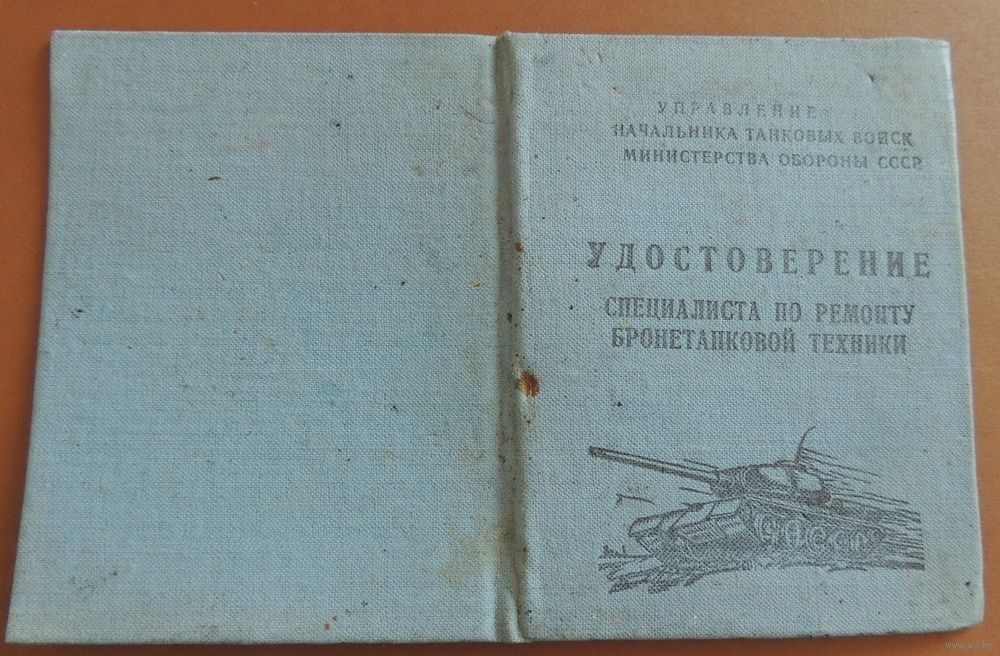 УПРАВЛЕНИЕ
НАЧАЛЬНИКА ТАНКОВЫХ ВОЙСК
МИНИСТЕРСТВА ОБОРОНЫ СССР
УДОСТОВЕРЕНИЕ
СПЕЦИАЛИСТА ПО РЕМОНТУ
БРОНЕТАНКОВОЙ ТЕХНИКИ